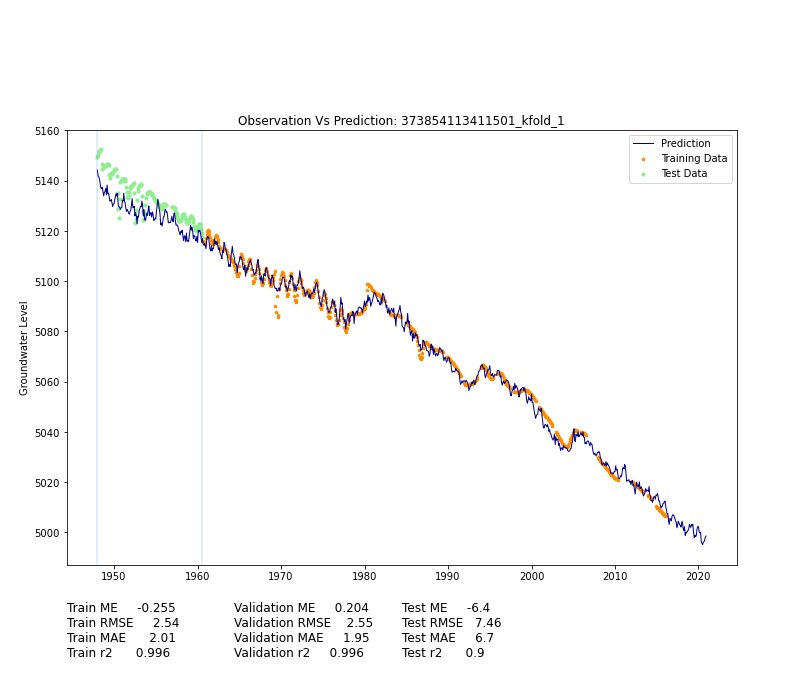 Observation Vs Prediction: 373854113411501_kfold_1
Prediction
Training Data
Test Data
5160
5140
5120
5100
5080
5060
5040
5020
5000
Groundwater Level
1950 1960 1970 1980 1990 2000 2010 2020
Train ME -0.255 Validation ME 0.204 Test ME -6.4
Train RMSE 2.54 Validation RMSE 2.55 Test RMSE 7.46
Train MAE 2.01 Validation MAE 1.95 Test MAE 6.7
Train r2 0.996 Validation r2 0.996 Test r2 0.9